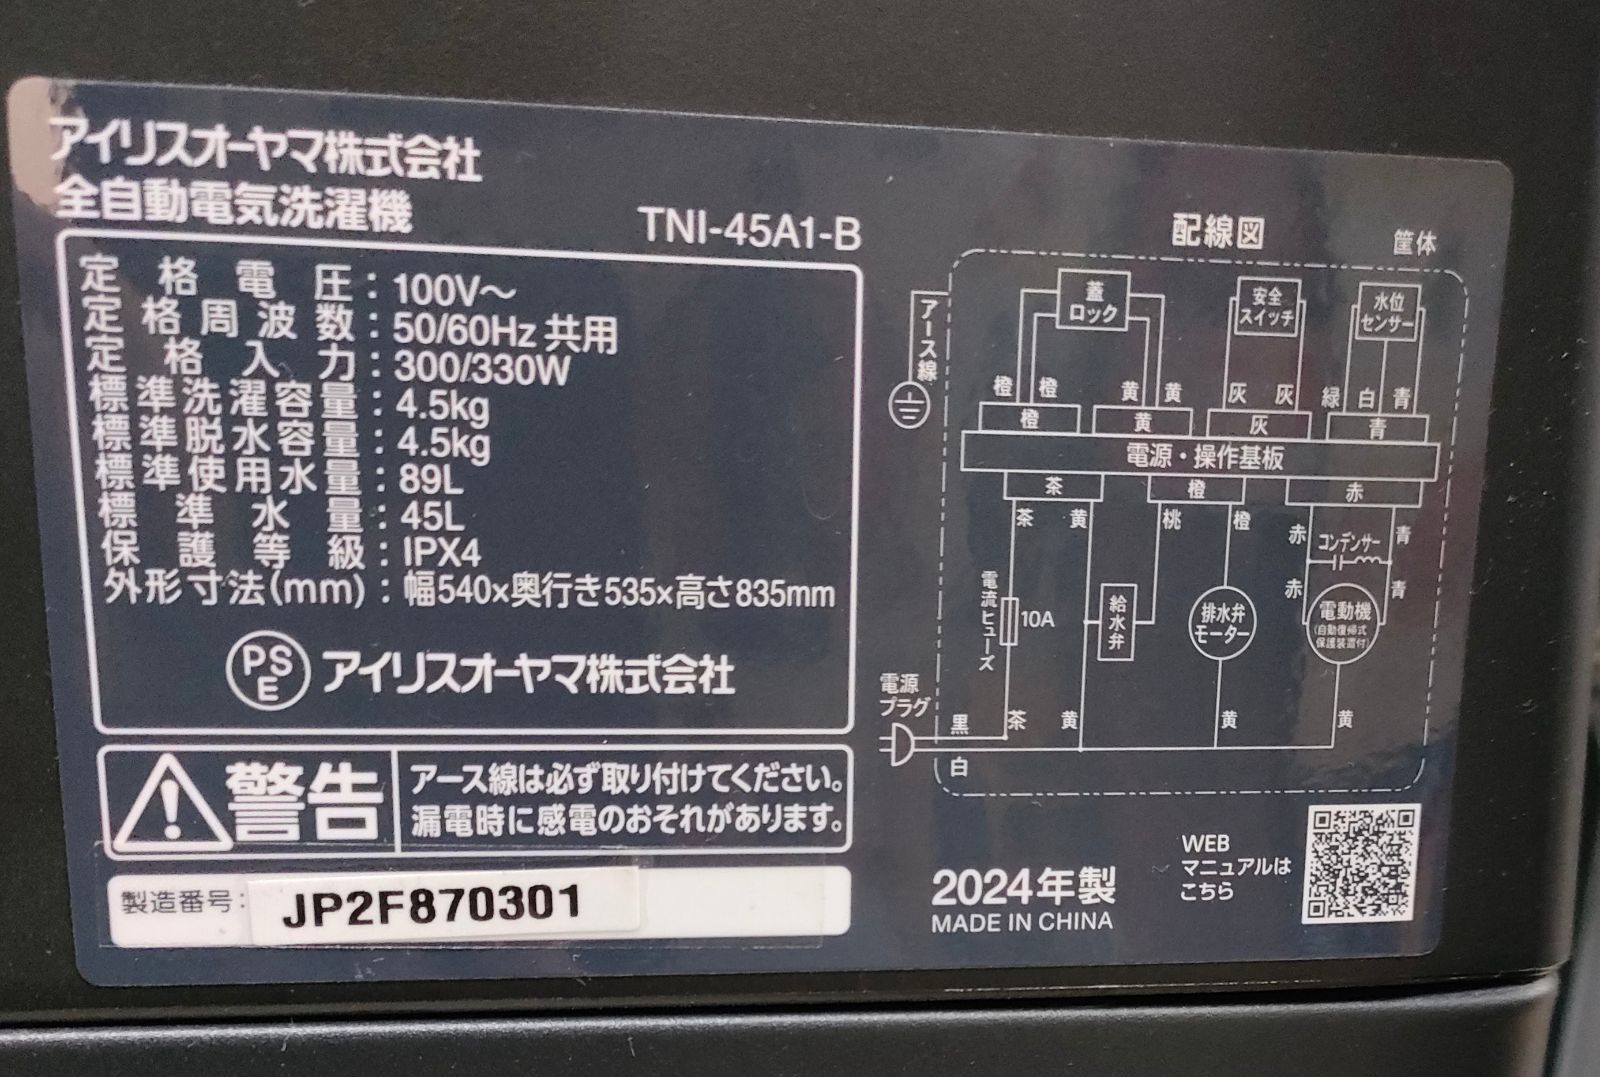 アイリスオーヤマ株式会社
全自動電気洗濯機
TNI-45A1-B
定格電圧：100V～
定格周波数：50/60Hz 共用
定格入力：300/330W
標準洗濯容量：4.5kg
標準脱水容量：4.5kg
標準使用水量：89L
標準水量：45L
保護等級：IPX4
外形寸法(mm)：幅540×奥行き535×高さ835mm
PSE アイリスオーヤマ株式会社
警告
アース線は必ず取り付けてください。
漏電時に感電のおそれがあります。
製造番号：JP2F870301
配線図
筐体
アース線
蓋
ロック
安全
スイッチ
水位
センサー
橙 橙 黄 黄 灰 灰 緑 白 青
橙 黄 灰 青
電源・操作基板
茶 橙 赤
茶 黄 桃 橙 赤 コンデンサー 青
赤 青
電流ヒューズ
10A
給水弁
排水弁
モーター
電動機
(自動復帰式
保護装置付)
電源
プラグ
黒 茶 黄 黄 黄
白
2024年製
MADE IN CHINA
WEB
マニュアルは
こちら